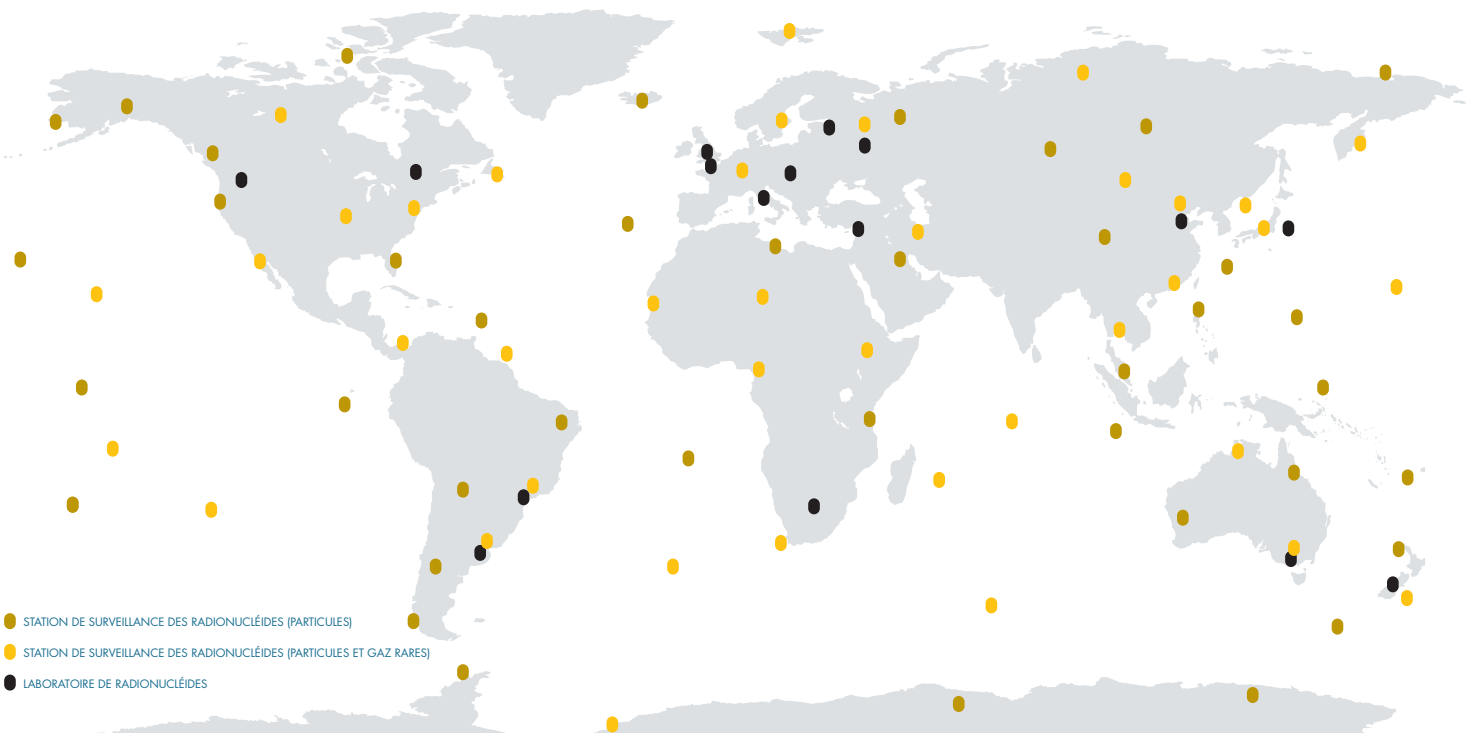 STATION DE SURVEILLANCE DES RADIONUCLÉIDES (PARTICULES)
STATION DE SURVEILLANCE DES RADIONUCLÉIDES (PARTICULES ET GAZ RARES)
LABORATOIRE DE RADIONUCLÉIDES